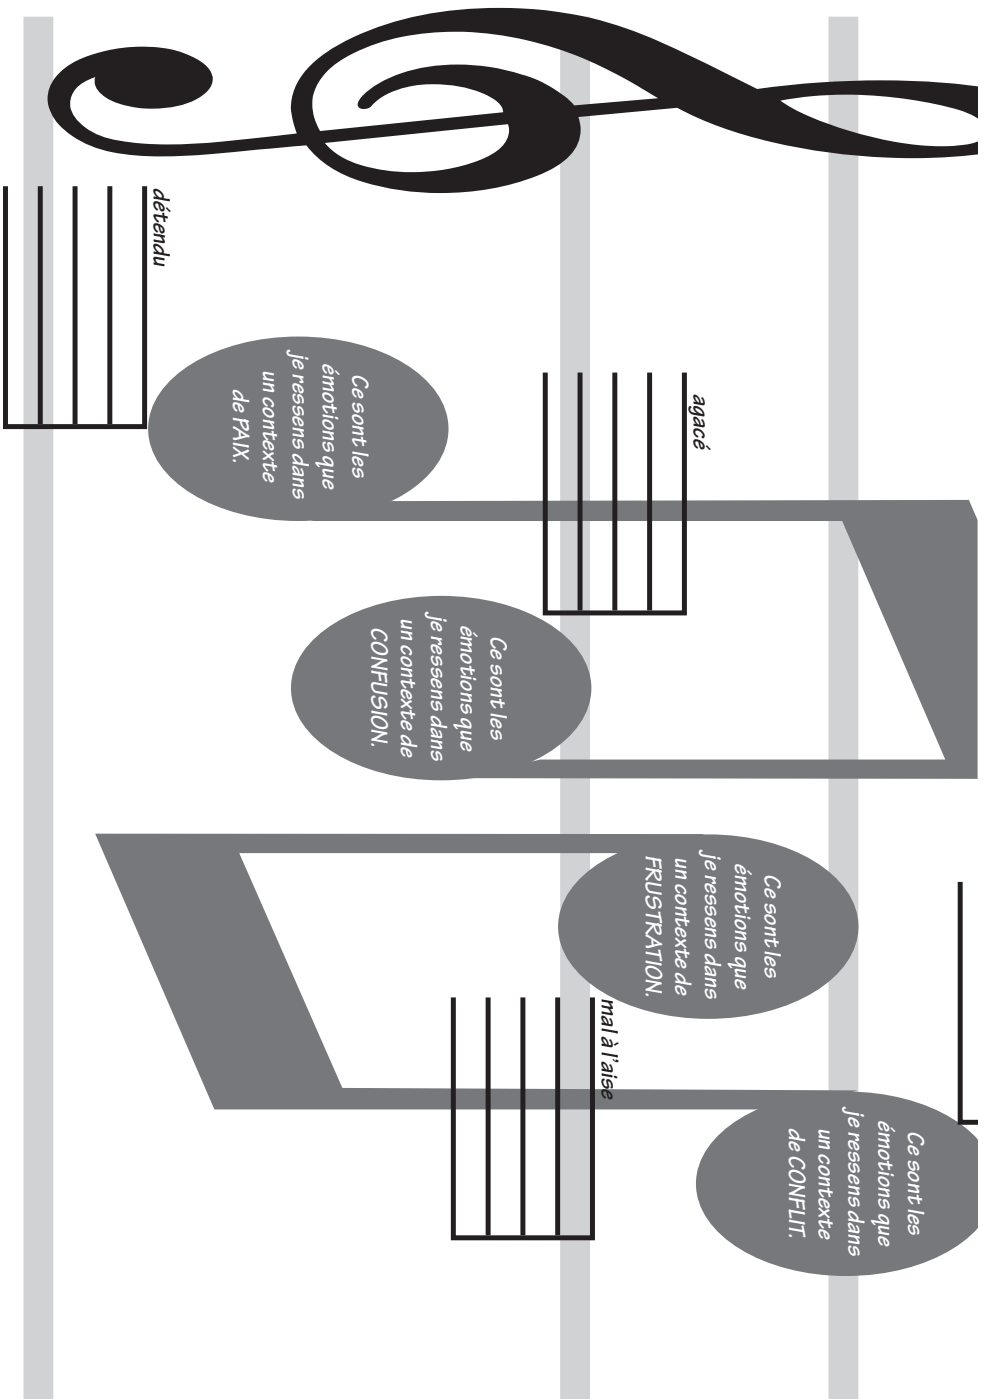 détendu
Ce sont les
émotions que
je ressens dans
un contexte
de PAIX.
agacé
Ce sont les
émotions que
je ressens dans
un contexte de
CONFUSION.
Ce sont les
émotions que
je ressens dans
un contexte de
FRUSTRATION.
mal à l'aise
Ce sont les
émotions que
je ressens dans
un contexte
de CONFLIT.